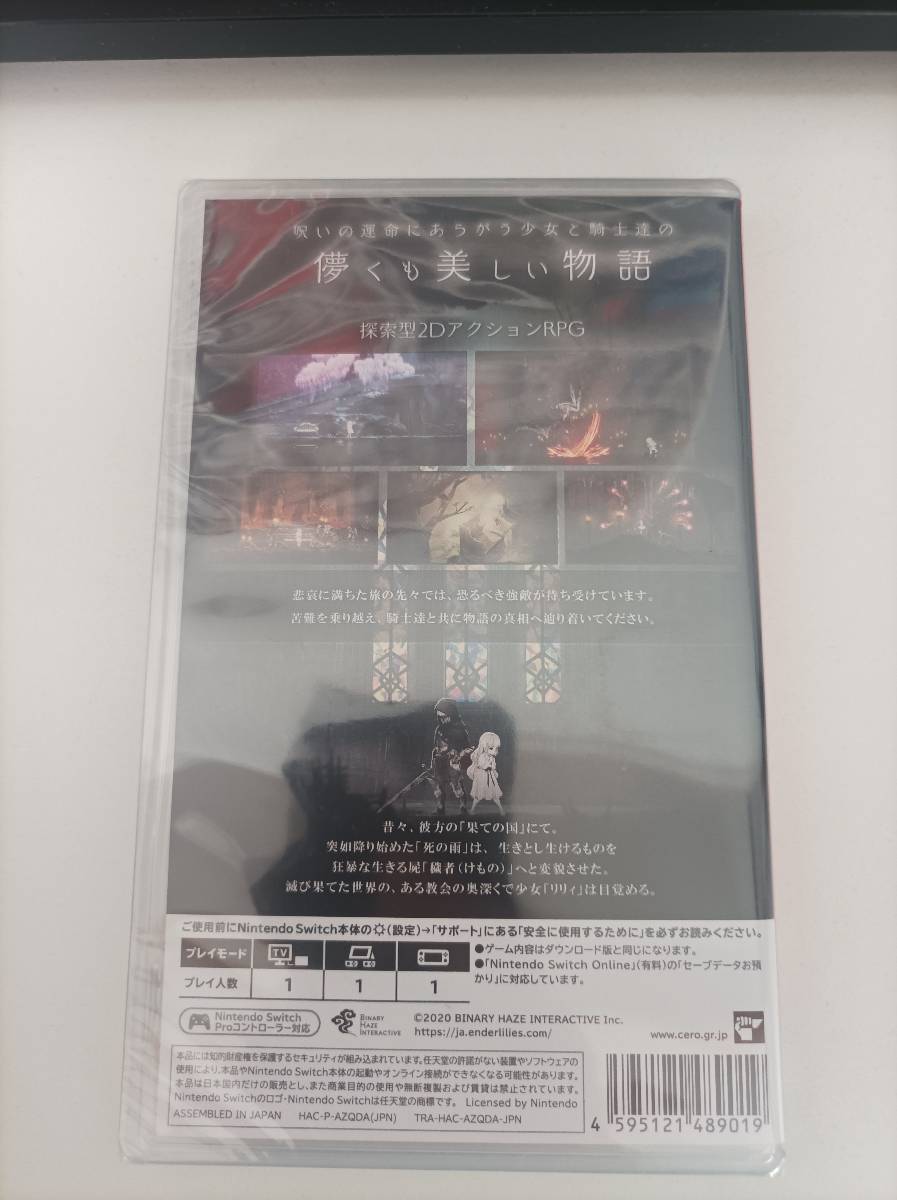 呪いの運命にあらがう少女と騎士達の
儚くも美しい物語
探索型2DアクションRPG
悲哀に満ちた旅の先々では、恐るべき強敵が待ち受けています。
苦難を乗り越え、騎士達と共に物語の真相へ辿り着いてください。
昔々、彼方の「果ての国」にて。
突如降り始めた「死の雨」は、生きとし生けるものを
狂暴な生きる屍「穢者（けもの）」へと変貌させた。
滅び果てた世界の、ある教会の奥深くで少女「リリィ」は目覚める。
ご使用前にNintendo Switch本体の(設定)→「サポート」にある「安全に使用するために」を必ずお読みください。
プレイモード
TV
プレイ人数
1
1
1
●ゲーム内容はダウンロード版と同じになります。
●「Nintendo Switch Online」(有料)の「セーブデータお預
かり」に対応しています。
Nintendo Switch
Proコントローラー対応
BINARY
HAZE
INTERACTIVE
©2020 BINARY HAZE INTERACTIVE Inc.
https://ja.enderlilies.com/
www.cero.gr.jp
本品には知的財産権を保護するセキュリティが組み込まれています。任天堂の許諾がない装置やソフトウェアの
使用により、本品やNintendo Switch本体の起動やオンライン接続ができなくなる可能性があります。
本品は日本国内だけの販売とし、また商業目的の使用や無断複製および賃貸は禁止されています。
Nintendo Switchのロゴ・Nintendo Switchは任天堂の商標です。 Licensed by Nintendo
ASSEMBLED IN JAPAN HAC-P-AZQDA(JPN) TRA-HAC-AZQDA-JPN
4 595121 489019